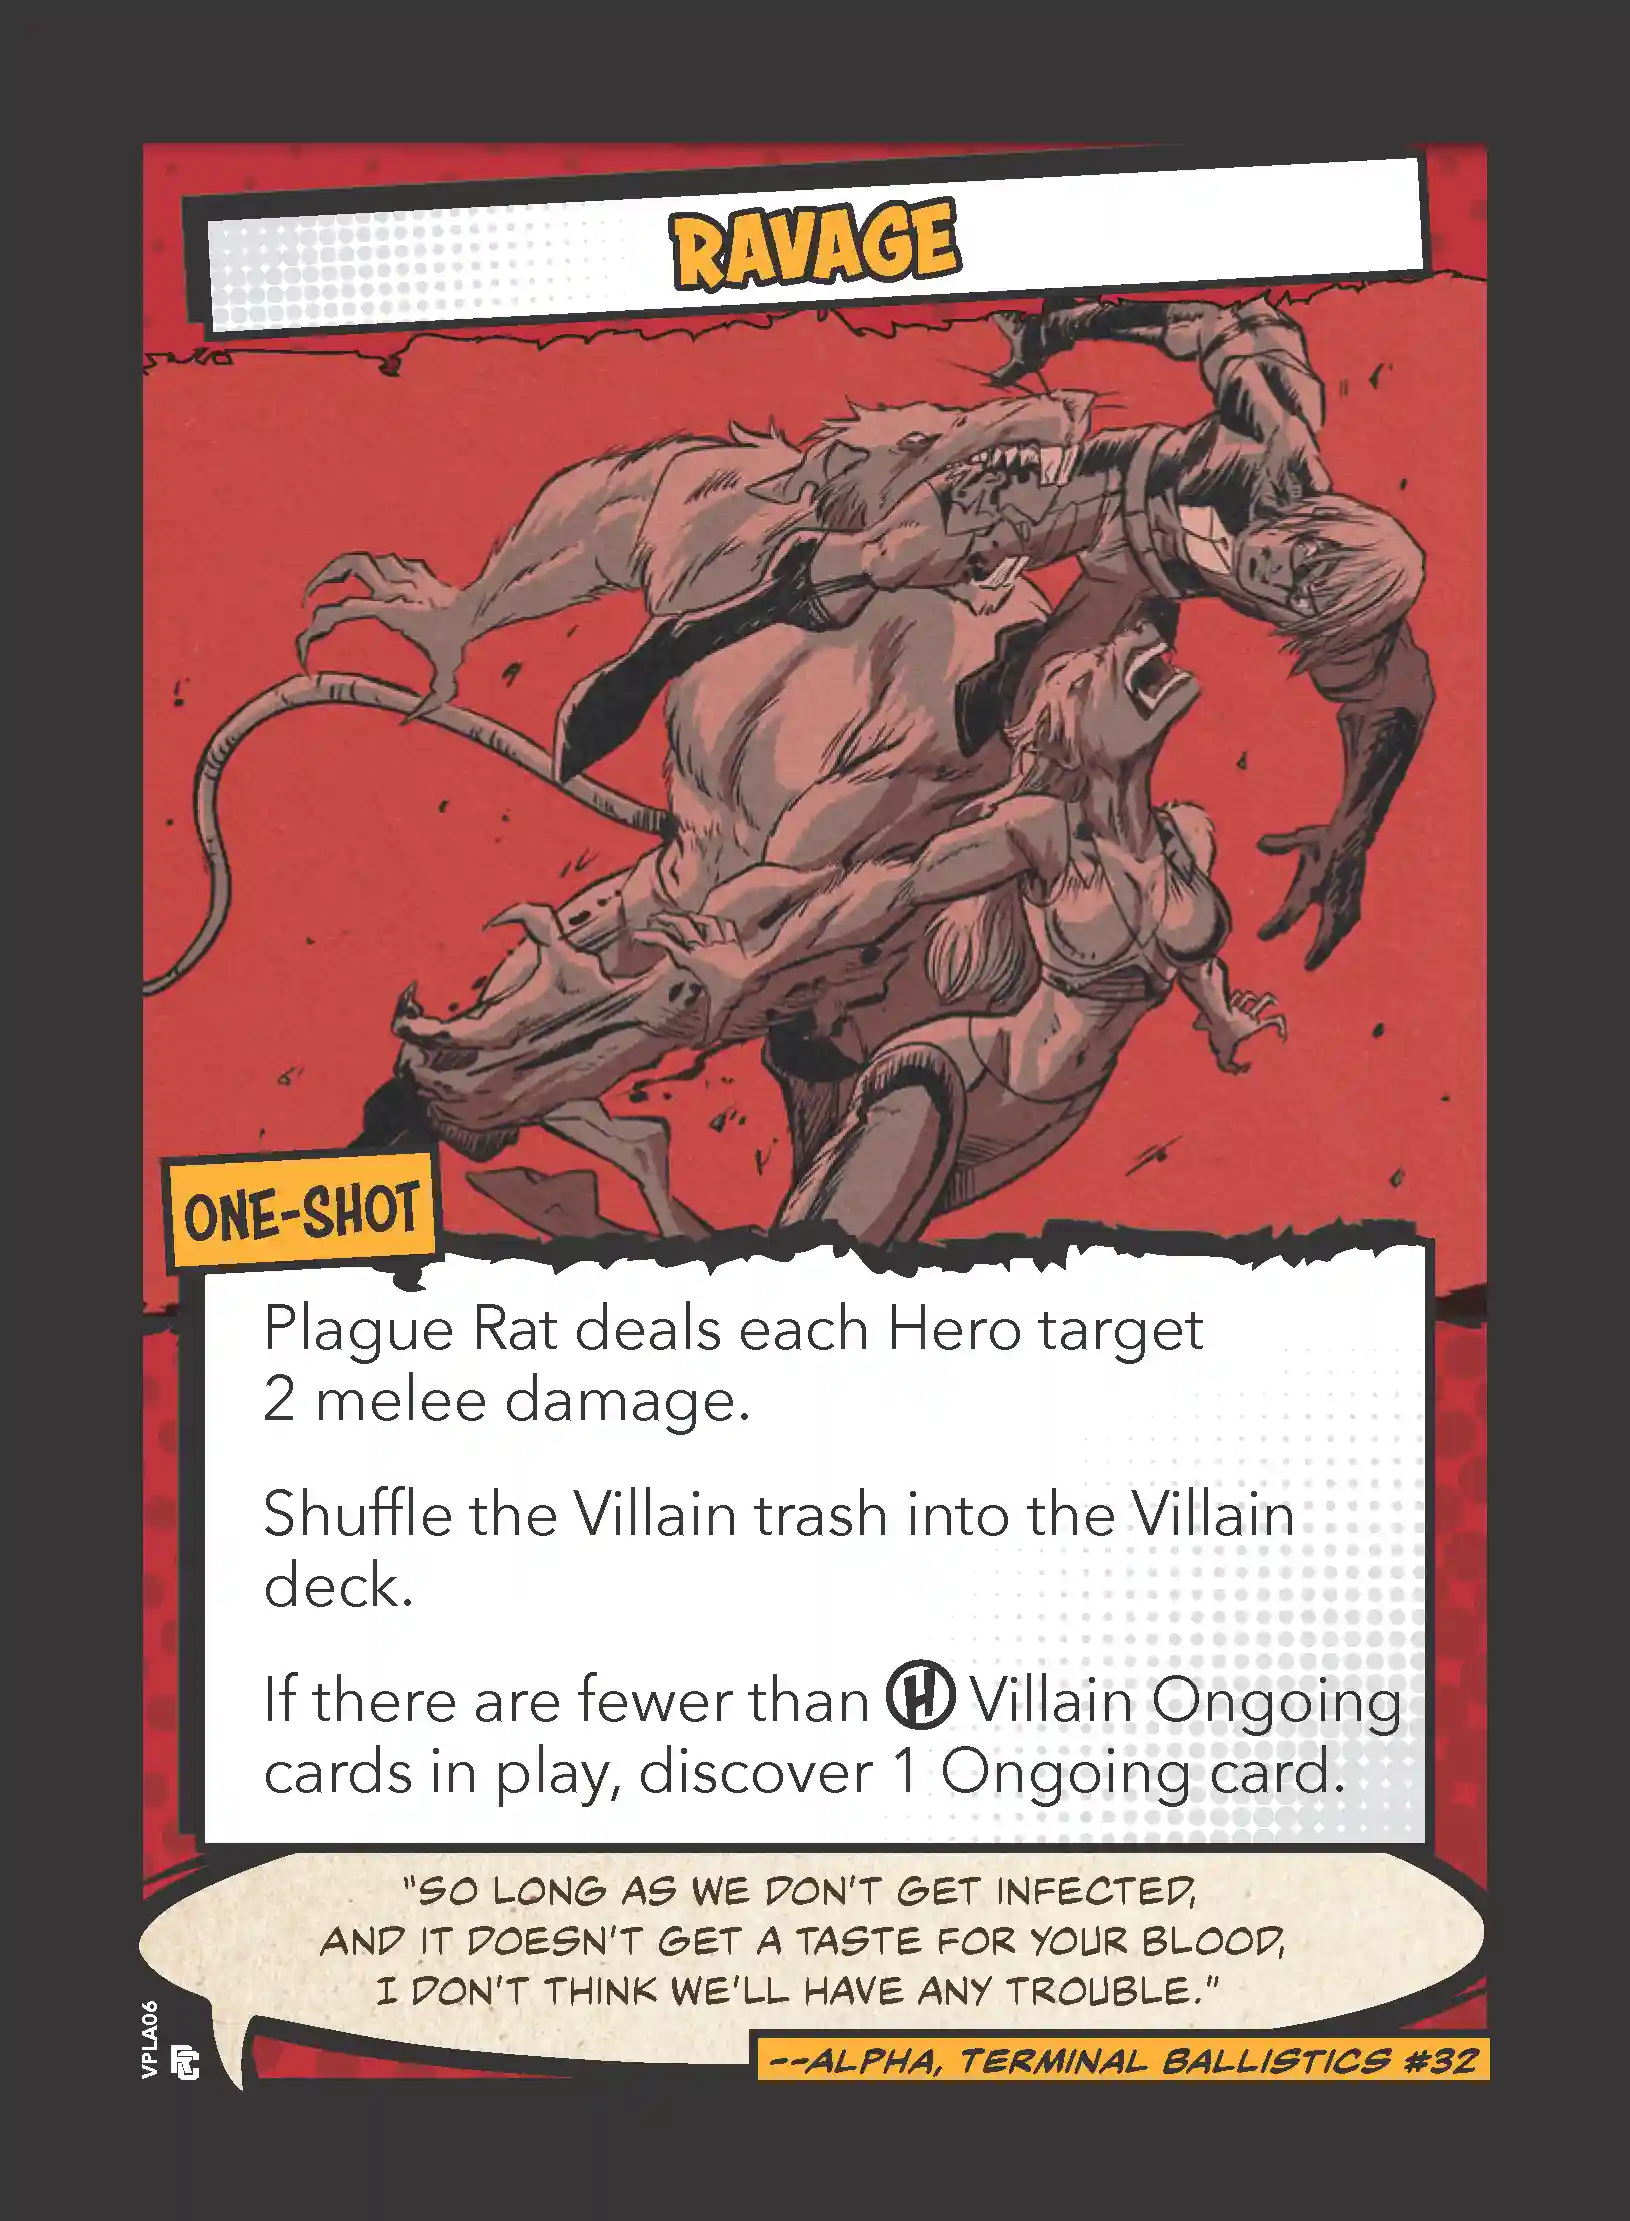 RAVAGE
ONE-SHOT
Plague Rat deals each Hero target
2 melee damage.
Shuffle the Villain trash into the Villain
deck.
If there are fewer than H Villain Ongoing
cards in play, discover 1 Ongoing card.
"SO LONG AS WE DON'T GET INFECTED,
AND IT DOESN'T GET A TASTE FOR YOUR BLOOD,
I DON'T THINK WE'LL HAVE ANY TROUBLE."
--ALPHA, TERMINAL BALLISTICS #32
VPLA06